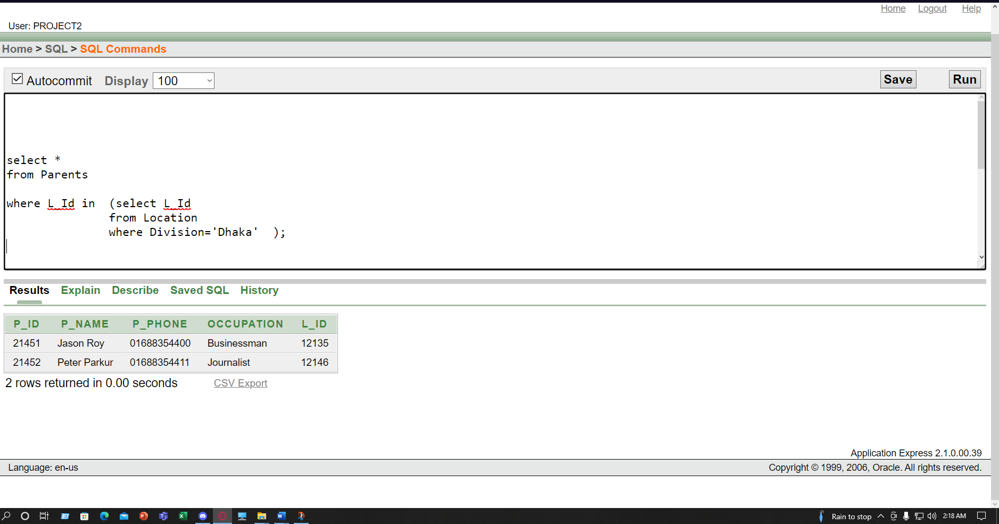 Home Logout Help
User: PROJECT2
Home > SQL > SQL Commands
Autocommit Display 100 Save Run
select *
from Parents
where L_Id in (select L_Id
from Location
where Division='Dhaka' );
Results Explain Describe Saved SQL History
P_ID P_NAME P_PHONE OCCUPATION L_ID
21451 Jason Roy 01688354400 Businessman 12135
21452 Peter Parkur 01688354411 Journalist 12146
2 rows returned in 0.00 seconds CSV Export
Application Express 2.1.0.00.39
Language: en-us Copyright © 1999, 2006, Oracle. All rights reserved.
Rain to stop 2:18 AM